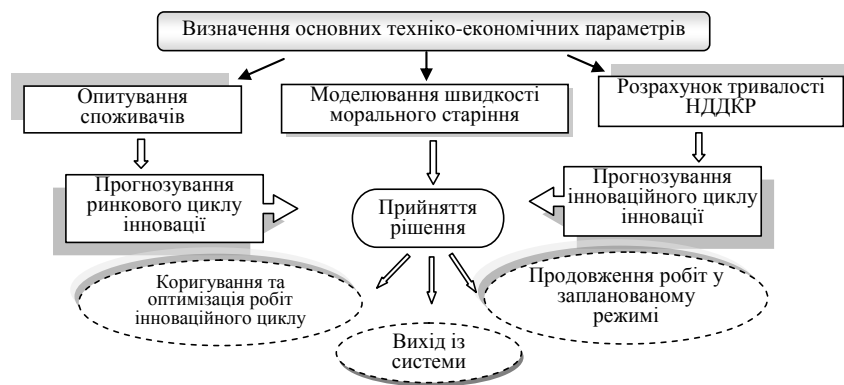 Визначення основних техніко-економічних параметрів
Опитування
споживачів
Моделювання швидкості
морального старіння
Розрахунок тривалості
НДДКР
Прогнозування
ринкового циклу
інновації
Прийняття
рішення
Прогнозування
інноваційного циклу
інновації
Коригування та
оптимізація робіт
інноваційного циклу
Вихід із
системи
Продовження робіт у
запланованому
режимі